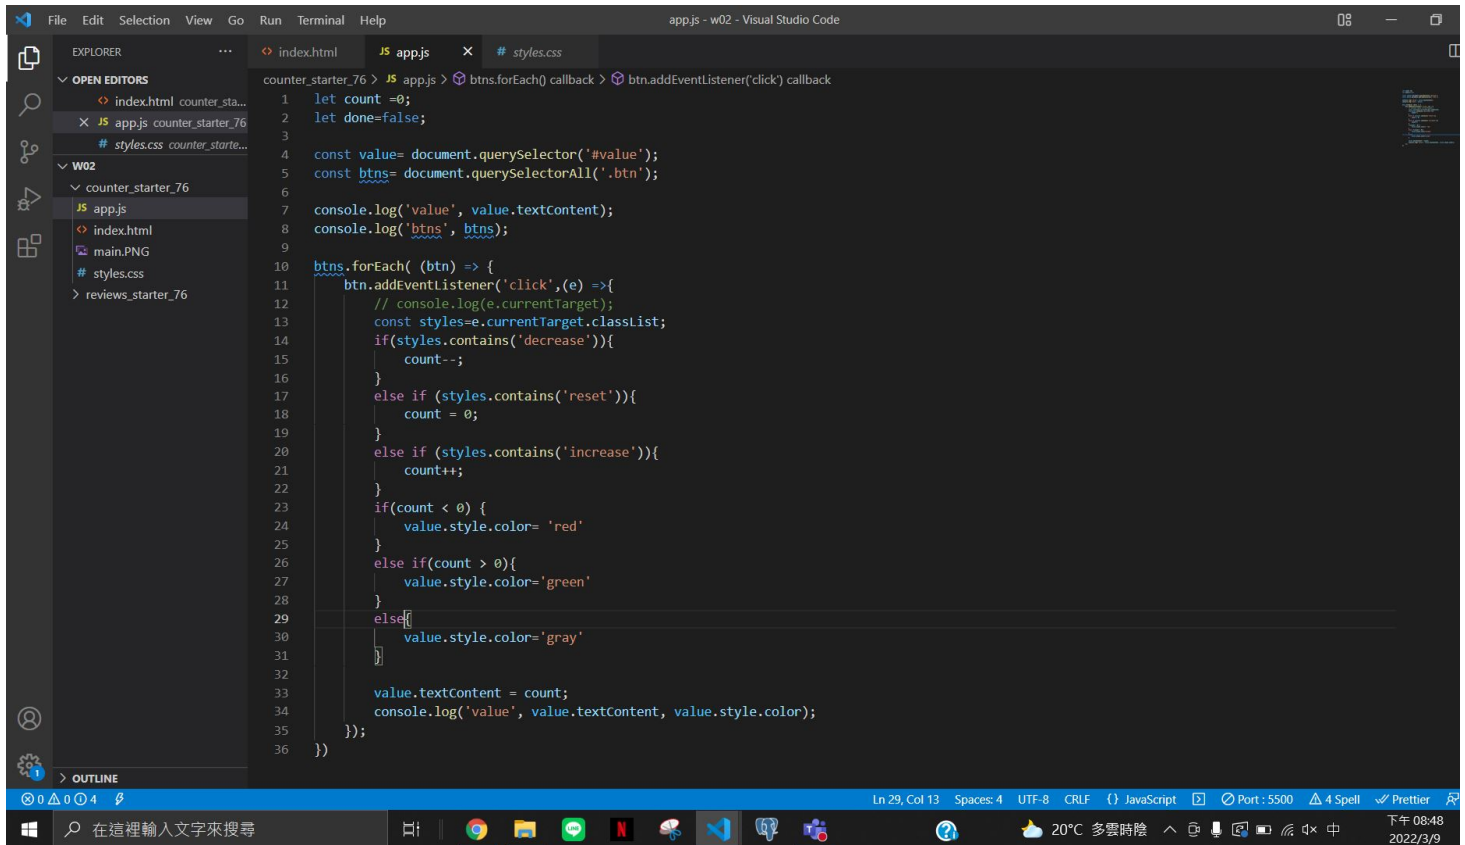 File Edit Selection View Go Run Terminal Help
app.js - w02 - Visual Studio Code
EXPLORER
OPEN EDITORS
index.html counter_sta...
JS app.js counter_starter_76
# styles.css counter_starte...
W02
counter_starter_76
JS app.js
index.html
main.PNG
# styles.css
reviews_starter_76
OUTLINE
index.html
JS app.js
# styles.css
counter_starter_76 > JS app.js > btns.forEach() callback > btn.addEventListener('click') callback
1 let count =0;
2 let done=false;
3
4 const value= document.querySelector('#value');
5 const btns= document.querySelectorAll('.btn');
6
7 console.log('value', value.textContent);
8 console.log('btns', btns);
9
10 btns.forEach( (btn) => {
11 btn.addEventListener('click',(e) =>{
12 // console.log(e.currentTarget);
13 const styles=e.currentTarget.classList;
14 if(styles.contains('decrease')){
15 count--;
16 }
17 else if (styles.contains('reset')){
18 count = 0;
19 }
20 else if (styles.contains('increase')){
21 count++;
22 }
23 if(count < 0) {
24 value.style.color= 'red'
25 }
26 else if(count > 0){
27 value.style.color='green'
28 }
29 else{
30 value.style.color='gray'
31 }
32
33 value.textContent = count;
34 console.log('value', value.textContent, value.style.color);
35 });
36 })
1
0 0 4
Ln 29, Col 13 Spaces: 4 UTF-8 CRLF {} JavaScript Port : 5500 4 Spell Prettier
在這裡輸入文字來搜尋
20°C 多雲時陰
中
下午 08:48
2022/3/9